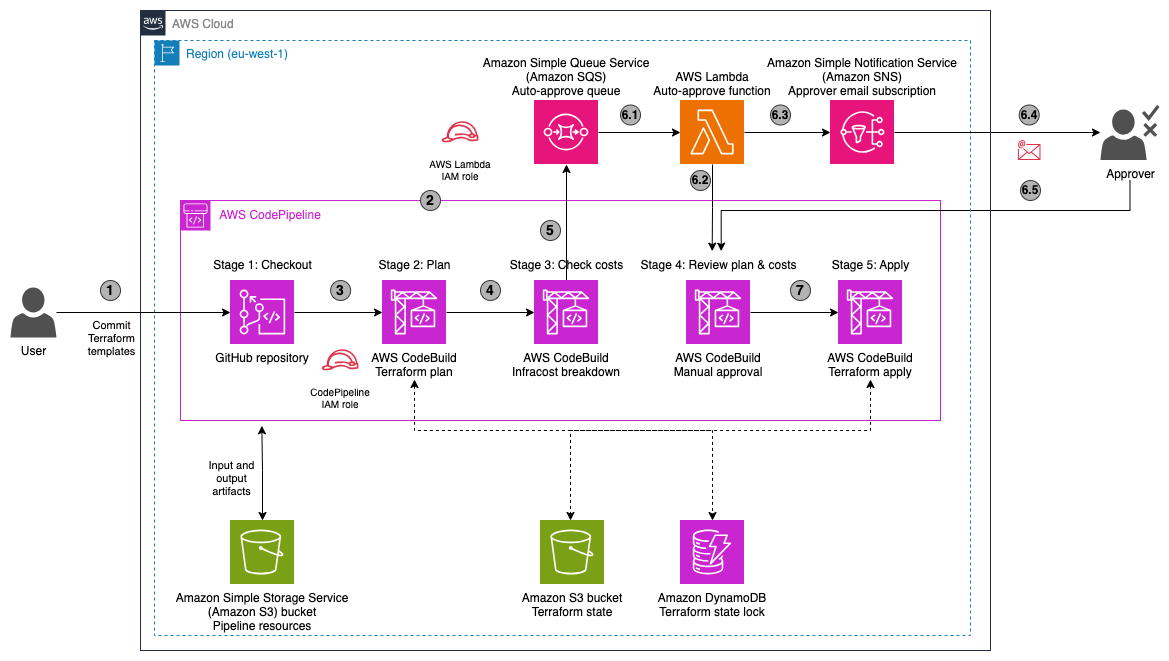 aws
AWS Cloud
Region (eu-west-1)
Amazon Simple Queue Service
(Amazon SQS)
Auto-approve queue
6.1
AWS Lambda
Auto-approve function
6.3
Amazon Simple Notification Service
(Amazon SNS)
Approver email subscription
6.4
@
Approver
6.5
AWS Lambda
IAM role
6.2
2
AWS CodePipeline
5
Stage 1: Checkout
Stage 2: Plan
Stage 3: Check costs
Stage 4: Review plan & costs
Stage 5: Apply
1
3
4
7
User
Commit
Terraform
templates
GitHub repository
CodePipeline
IAM role
AWS CodeBuild
Terraform plan
AWS CodeBuild
Infracost breakdown
AWS CodeBuild
Manual approval
AWS CodeBuild
Terraform apply
Input and
output
artifacts
Amazon Simple Storage Service
(Amazon S3) bucket
Pipeline resources
Amazon S3 bucket
Terraform state
Amazon DynamoDB
Terraform state lock